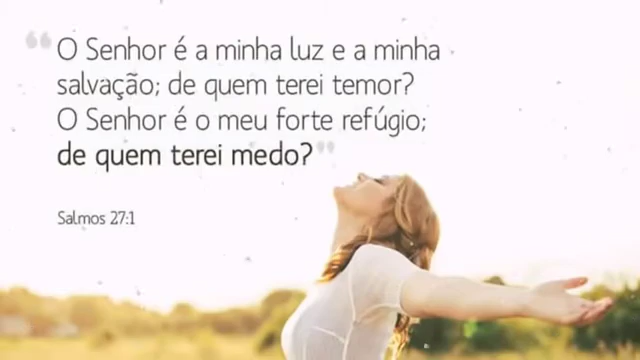 “O Senhor é a minha luz e a minha
salvação; de quem terei temor?
O Senhor é o meu forte refúgio;
de quem terei medo?”
Salmos 27:1